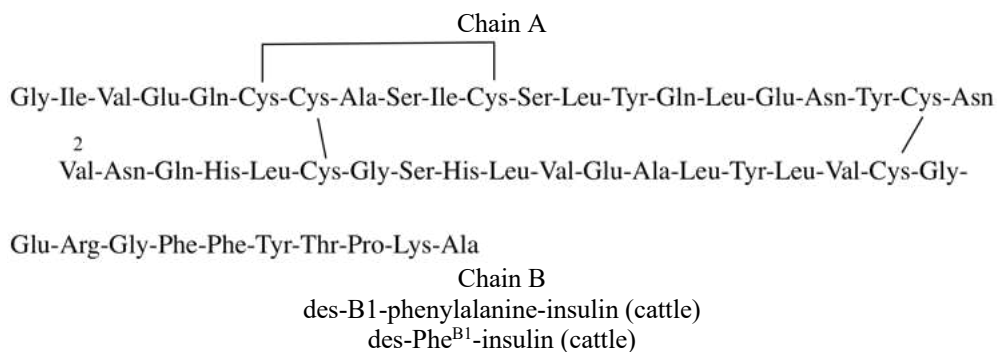 Chain A
Gly-Ile-Val-Glu-Gln-Cys-Cys-Ala-Ser-Ile-Cys-Ser-Leu-Tyr-Gln-Leu-Glu-Asn-Tyr-Cys-Asn
2
Val-Asn-Gln-His-Leu-Cys-Gly-Ser-His-Leu-Val-Glu-Ala-Leu-Tyr-Leu-Val-Cys-Gly-
Glu-Arg-Gly-Phe-Phe-Tyr-Thr-Pro-Lys-Ala
Chain B
des-B1-phenylalanine-insulin (cattle)
des-Phe^B1-insulin (cattle)